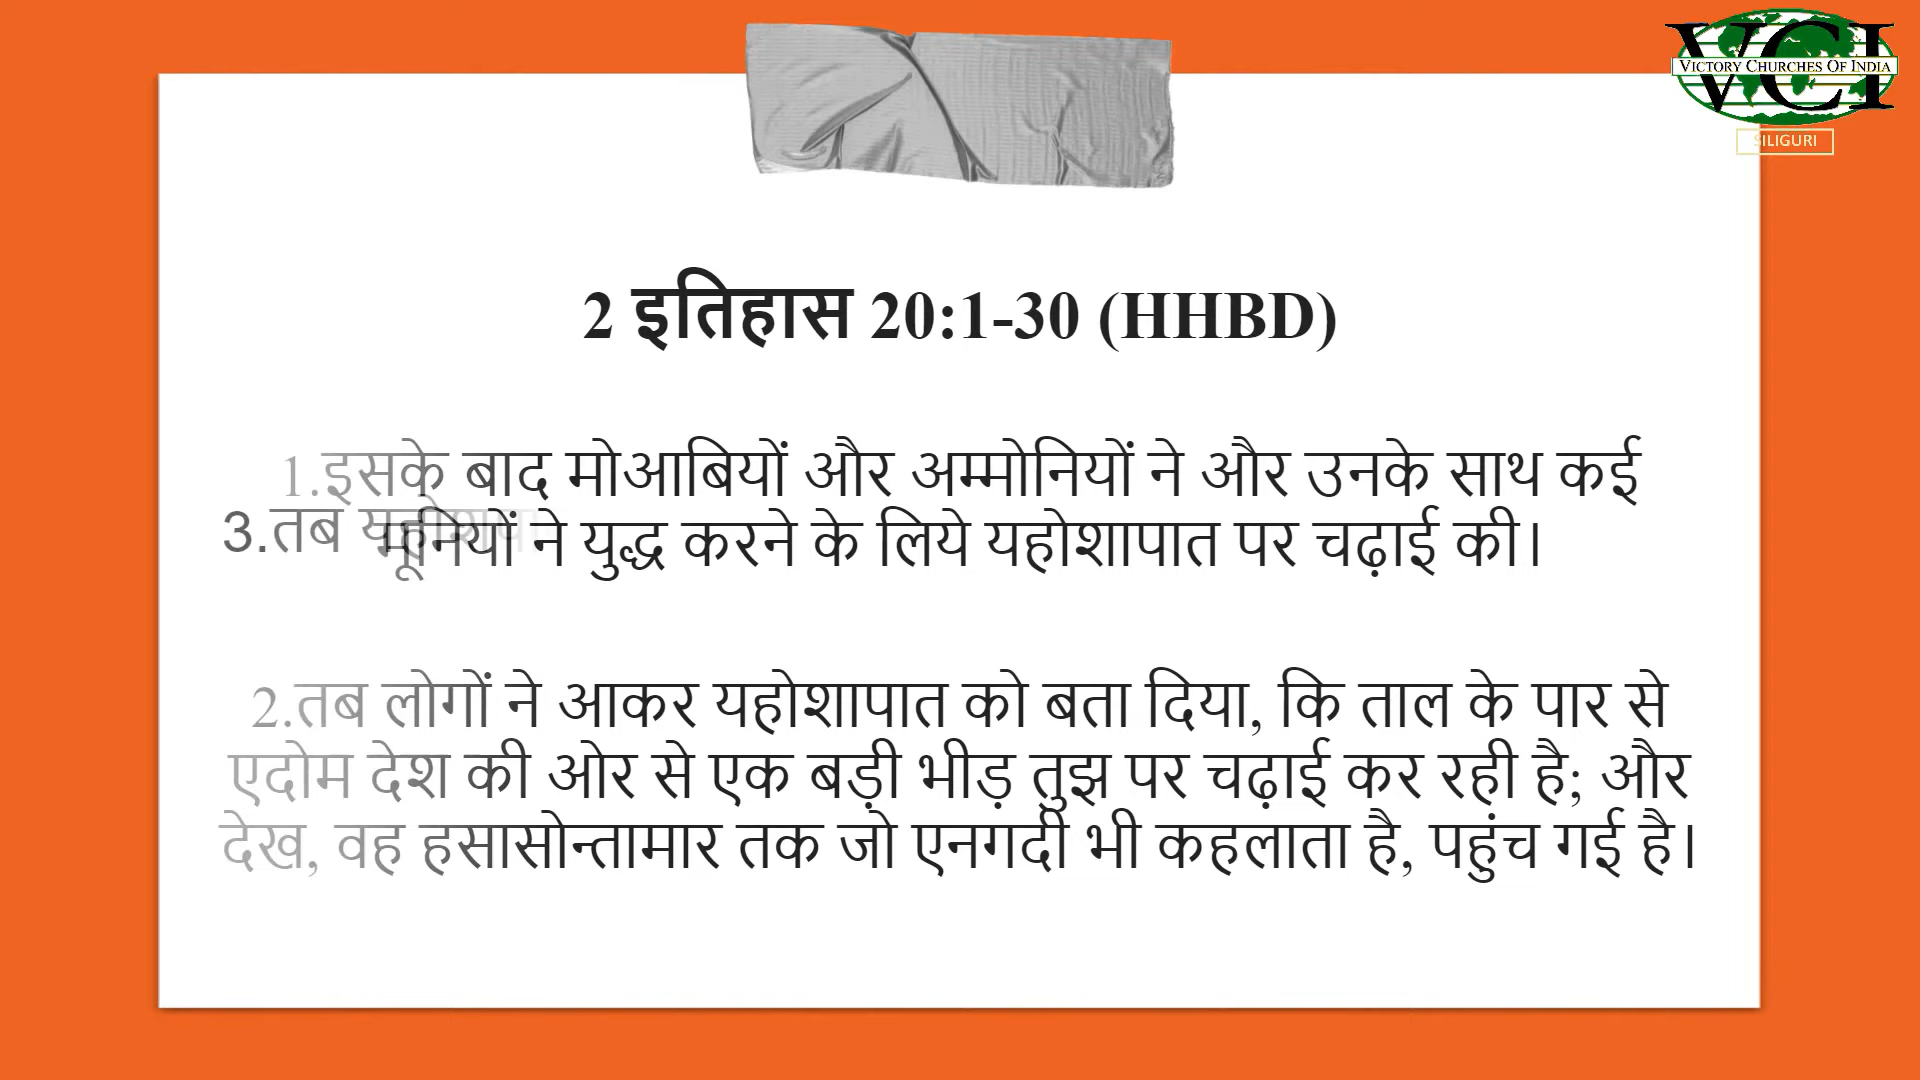 VCI
VICTORY CHURCHES OF INDIA
SILIGURI
2 इतिहास 20:1-30 (HHBD)
1.इसके बाद मोआबियों और अम्मोनियों ने और उनके साथ कई
मूनियों ने युद्ध करने के लिये यहोशापात पर चढ़ाई की।
3.तब
2.तब लोगों ने आकर यहोशापात को बता दिया, कि ताल के पार से
एदोम देश की ओर से एक बड़ी भीड़ तुझ पर चढ़ाई कर रही है; और
देख, वह हसासोन्तामार तक जो एनगदी भी कहलाता है, पहुंच गई है।